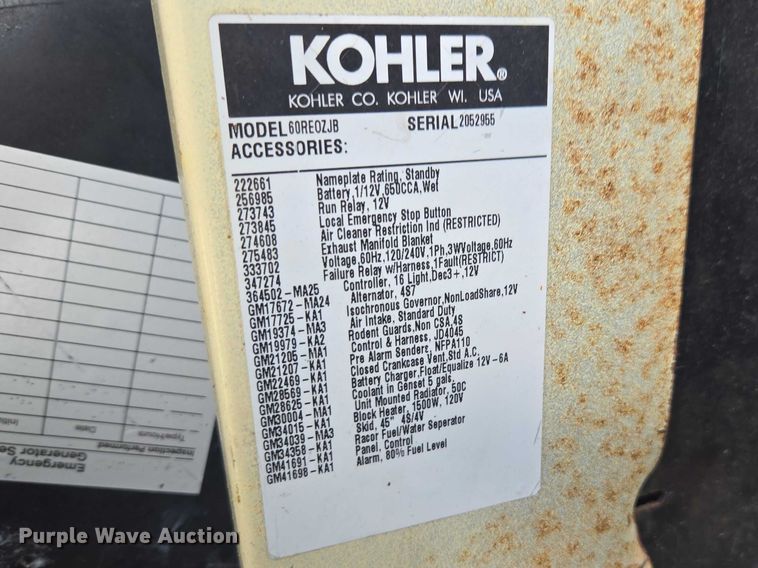 KOHLER®
KOHLER CO. KOHLER WI. USA
MODEL 60REOZJB SERIAL 2052955
ACCESSORIES:
222661 Nameplate Rating, Standby
256985 Battery,1/12V,650CCA,Wet
273743 Run Relay, 12V
273845 Local Emergency Stop Button
274608 Air Cleaner Restriction Ind (RESTRICTED)
275483 Exhaust Manifold Blanket
333702 Voltage,60Hz,120/240V,1Ph,3WVoltage,60Hz
347274 Failure Relay w/Harness,1Fault(RESTRICT)
364502-MA25 Controller, 16 Light,Dec3+,12V
GM17672-MA24 Alternator, 4S7
GM17725-KA1 Isochronous Governor,NonLoadShare,12V
GM19374-MA3 Air Intake, Standard Duty
GM19979-KA2 Rodent Guards,Non CSA,4S
GM21205-MA1 Control & Harness, JD4045
GM21207-KA1 Pre Alarm Senders, NFPA110
GM22469-KA1 Closed Crankcase Vent,Std A.C.
GM28569-KA1 Battery Charger,Float/Equalize 12V-6A
GM28625-KA1 Coolant in Genset 5 gals,
GM30004-MA1 Unit Mounted Radiator, 50C
GM34015-KA1 Block Heater, 1500W, 120V
GM34039-MA3 Skid, 45" 4S/4V
GM34358-KA1 Racor Fuel/Water Seperator
GM41691-KA1 Panel, Control
GM41698-KA1 Alarm, 80% Fuel Level
Emergency
Generator Se
Inspection Performed
Type/Hours
Date
Initi
Purple Wave Auction